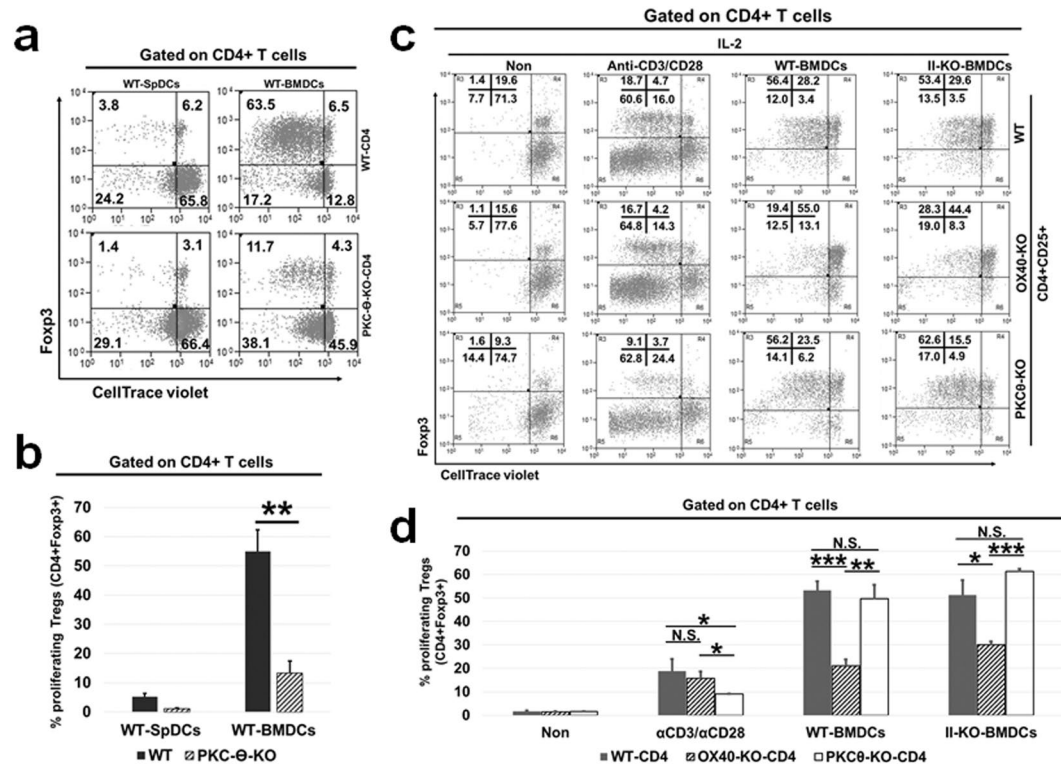 a
Gated on CD4+ T cells
WT-SpDCs WT-BMDCs
3.8 6.2 63.5 6.5
24.2 65.8 17.2 12.8
WT-CD4
1.4 3.1 11.7 4.3
29.1 66.4 38.1 45.9
PKC-Ɵ-KO-CD4
Foxp3
CellTrace violet
b
Gated on CD4+ T cells
% proliferating Tregs (CD4+Foxp3+)
70
60
50
40
30
20
10
0
**
WT-SpDCs WT-BMDCs
WT PKC-Ɵ-KO
c
Gated on CD4+ T cells
IL-2
Non Anti-CD3/CD28 WT-BMDCs II-KO-BMDCs
1.4 19.6 18.7 4.7 56.4 28.2 53.4 29.6
7.7 71.3 60.6 16.0 12.0 3.4 13.5 3.5
WT
1.1 15.6 16.7 4.2 19.4 55.0 28.3 44.4
5.7 77.6 64.8 14.3 12.5 13.1 19.0 8.3
OX40-KO
CD4+CD25+
1.6 9.3 9.1 3.7 56.2 23.5 62.6 15.5
14.4 74.7 62.8 24.4 14.1 6.2 17.0 4.9
PKCθ-KO
Foxp3
CellTrace violet
d
Gated on CD4+ T cells
% proliferating Tregs
(CD4+Foxp3+)
70
60
50
40
30
20
10
0
*
N.S.
*
N.S.
*** **
N.S.
* ***
Non αCD3/αCD28 WT-BMDCs II-KO-BMDCs
WT-CD4 OX40-KO-CD4 PKCθ-KO-CD4